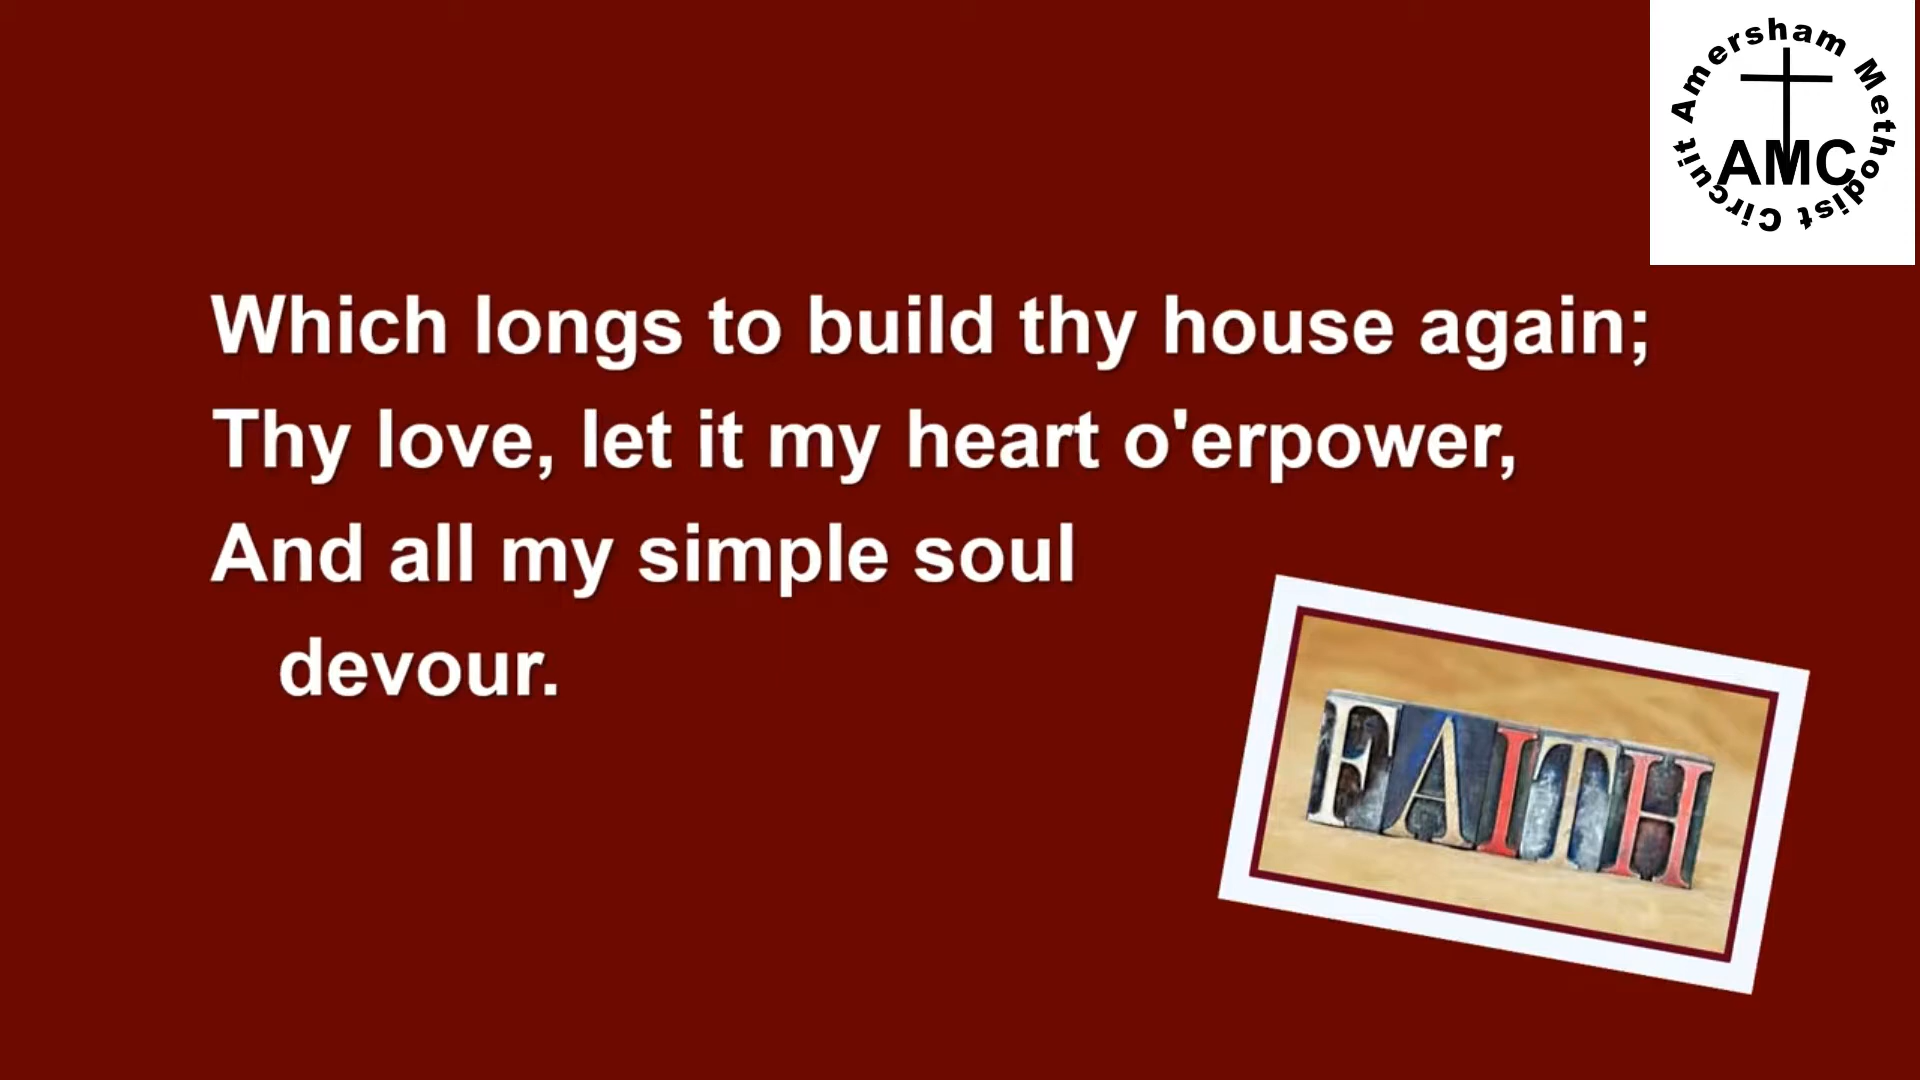 Amersham Methodist Circuit
AMC
Which longs to build thy house again;
Thy love, let it my heart o'erpower,
And all my simple soul
devour.
FAITH